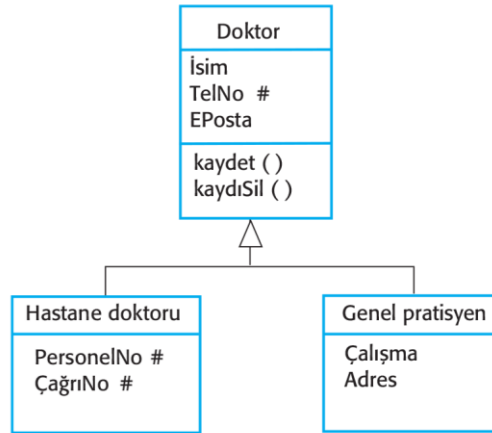 Doktor
İsim
TelNo #
EPosta
kaydet ( )
kaydıSil ( )
Hastane doktoru
PersonelNo #
ÇağrıNo #
Genel pratisyen
Çalışma
Adres